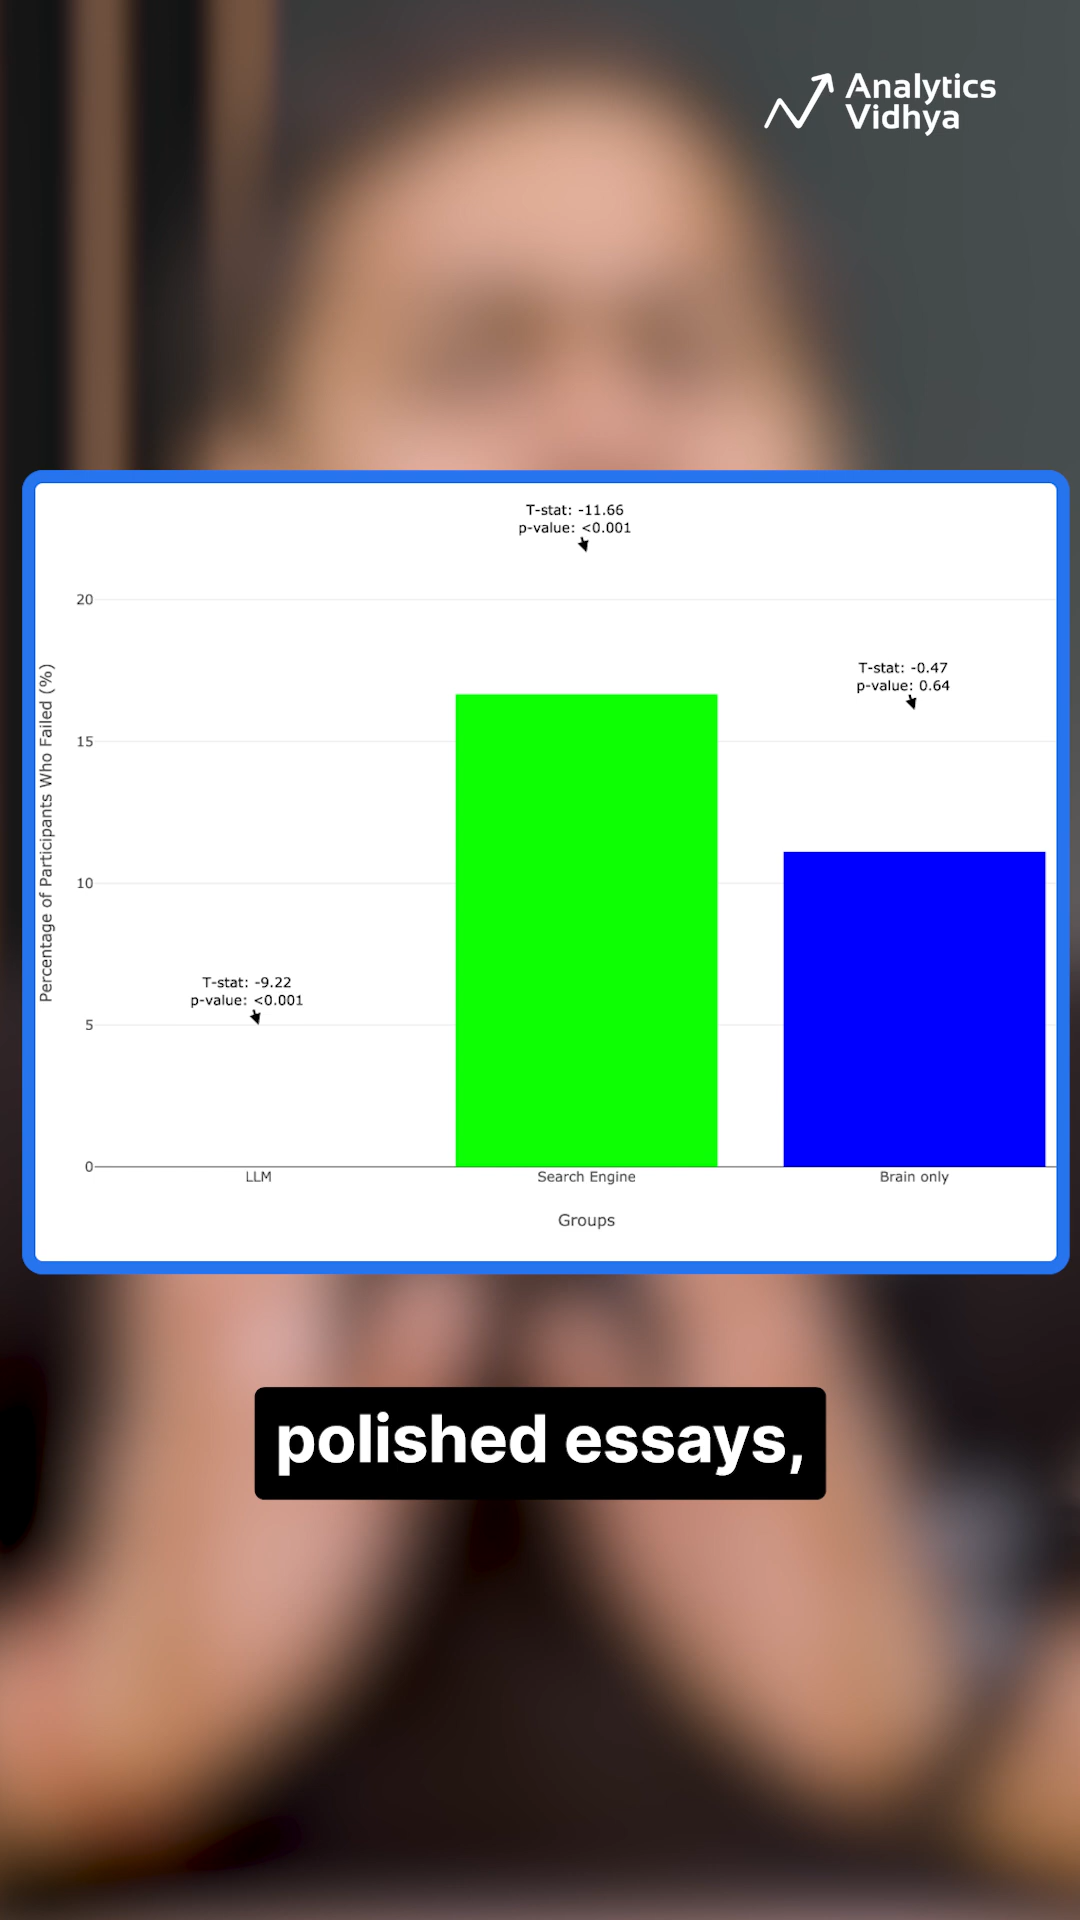 Analytics
Vidhya
T-stat: -11.66
p-value: <0.001
20
T-stat: -0.47
p-value: 0.64
15
Percentage of Participants Who Failed (%)
10
T-stat: -9.22
p-value: <0.001
5
0
LLM
Search Engine
Brain only
Groups
polished essays,